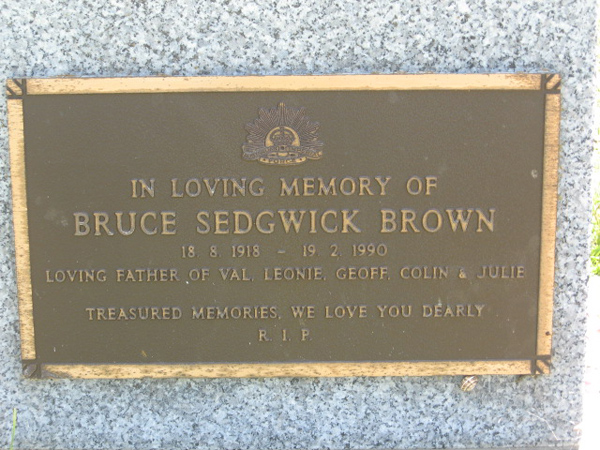 IN LOVING MEMORY OF
BRUCE SEDGWICK BROWN
18. 8. 1918 - 19. 2. 1990
LOVING FATHER OF VAL, LEONIE, GEOFF, COLIN & JULIE
TREASURED MEMORIES, WE LOVE YOU DEARLY
R. I. P.